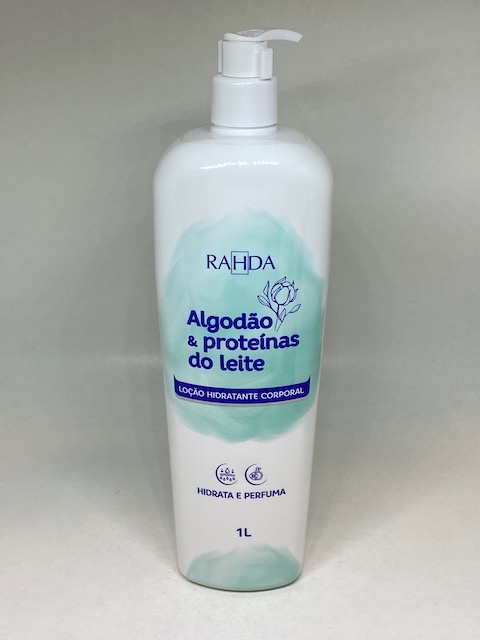 RAHDA
Algodão
& proteínas
do leite
LOÇÃO HIDRATANTE CORPORAL
HIDRATA E PERFUMA
1L